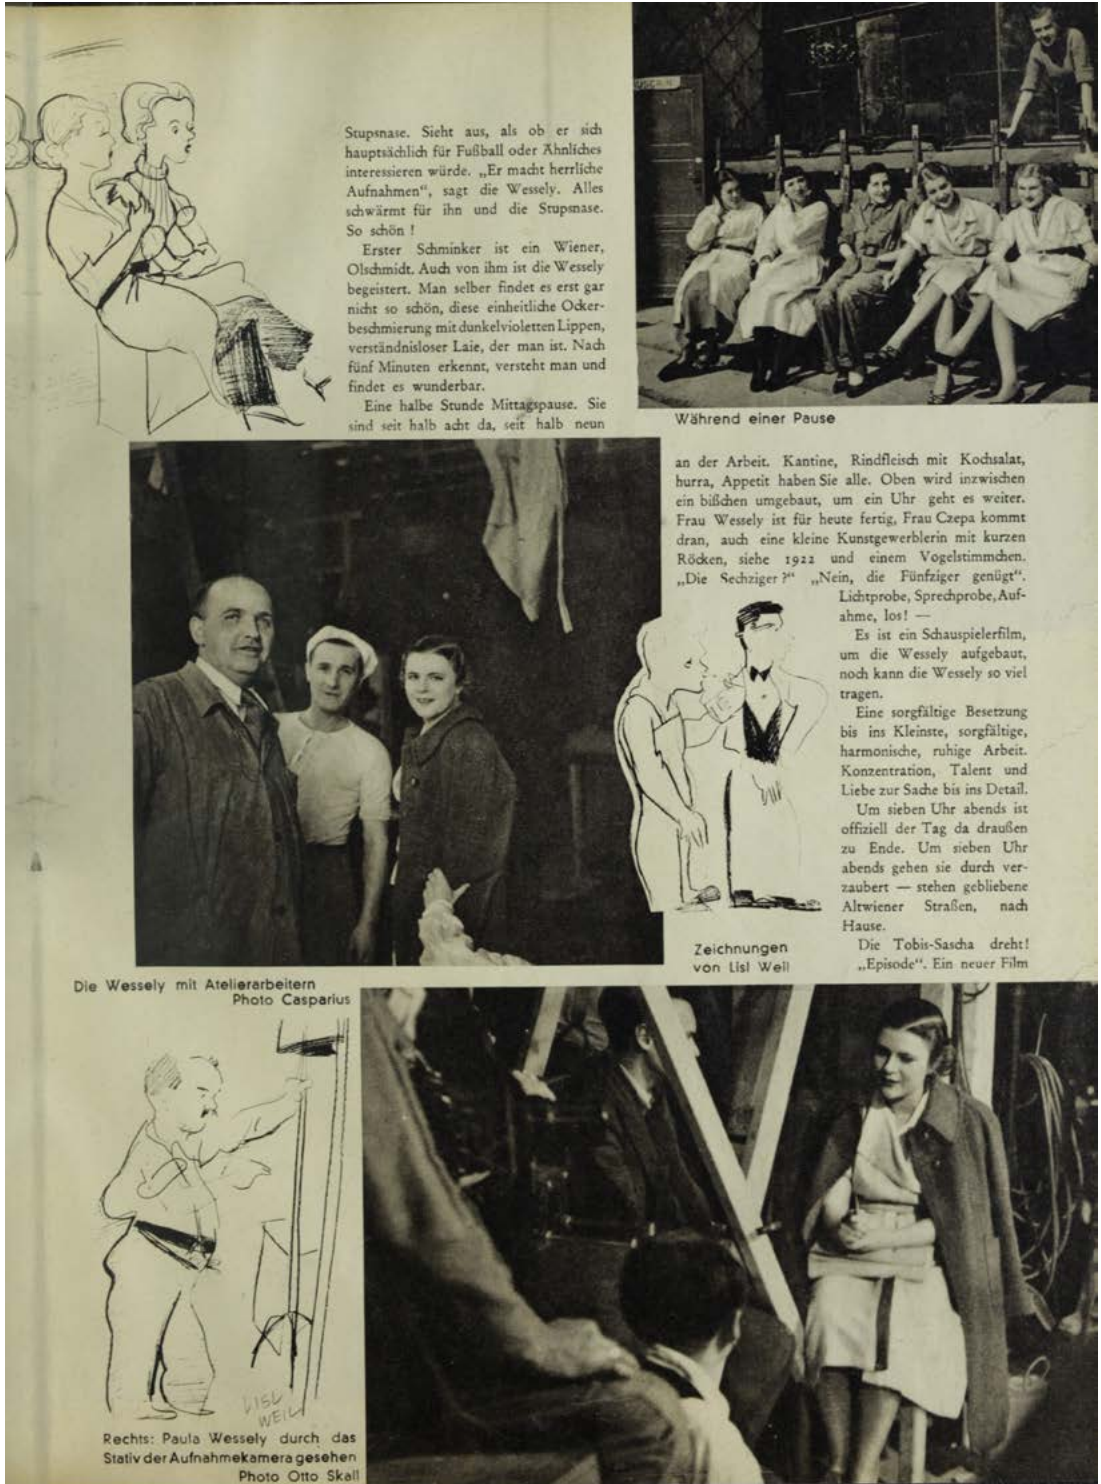 Stupsnase. Sieht aus, als ob er sich
hauptsächlich für Fußball oder Ähnliches
interessieren würde. „Er macht herrliche
Aufnahmen“, sagt die Wessely. Alles
schwärmt für ihn und die Stupsnase.
So schön !
Erster Schminker ist ein Wiener,
Olschmidt. Auch von ihm ist die Wessely
begeistert. Man selber findet es erst gar
nicht so schön, diese einheitliche Ocker-
beschmierung mit dunkelvioletten Lippen,
verständnisloser Laie, der man ist. Nach
fünf Minuten erkennt, versteht man und
findet es wunderbar.
Eine halbe Stunde Mittagspause. Sie
sind seit halb acht da, seit halb neun
Während einer Pause
an der Arbeit. Kantine, Rindfleisch mit Kochsalat,
hurra, Appetit haben Sie alle. Oben wird inzwischen
ein bißchen umgebaut, um ein Uhr geht es weiter.
Frau Wessely ist für heute fertig, Frau Czepa kommt
dran, auch eine kleine Kunstgewerblerin mit kurzen
Röcken, siehe 1922 und einem Vogelstimmchen.
„Die Sechziger ?“ „Nein, die Fünfziger genügt“.
Lichtprobe, Sprechprobe, Auf-
ahme, los! —
Es ist ein Schauspielerfilm,
um die Wessely aufgebaut,
noch kann die Wessely so viel
tragen.
Eine sorgfältige Besetzung
bis ins Kleinste, sorgfältige,
harmonische, ruhige Arbeit.
Konzentration, Talent und
Liebe zur Sache bis ins Detail.
Um sieben Uhr abends ist
offiziell der Tag da draußen
zu Ende. Um sieben Uhr
abends gehen sie durch ver-
zaubert — stehen gebliebene
Altwiener Straßen, nach
Hause.
Die Tobis-Sascha dreht!
„Episode“. Ein neuer Film
Zeichnungen
von Lisl Weil
Die Wessely mit Atelierarbeitern
Photo Casparius
LISL
WEIL
Rechts: Paula Wessely durch das
Stativ der Aufnahmekamera gesehen
Photo Otto Skall